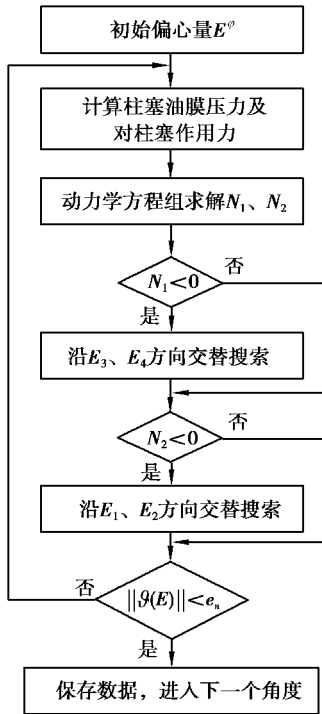 初始偏心量E^φ
计算柱塞油膜压力及
对柱塞作用力
动力学方程组求解N₁、N₂
否
N₁<0
是
沿E₃、E₄方向交替搜索
否
N₂<0
是
沿E₁、E₂方向交替搜索
否
||ϑ(E)||<eₙ
是
保存数据，进入下一个角度